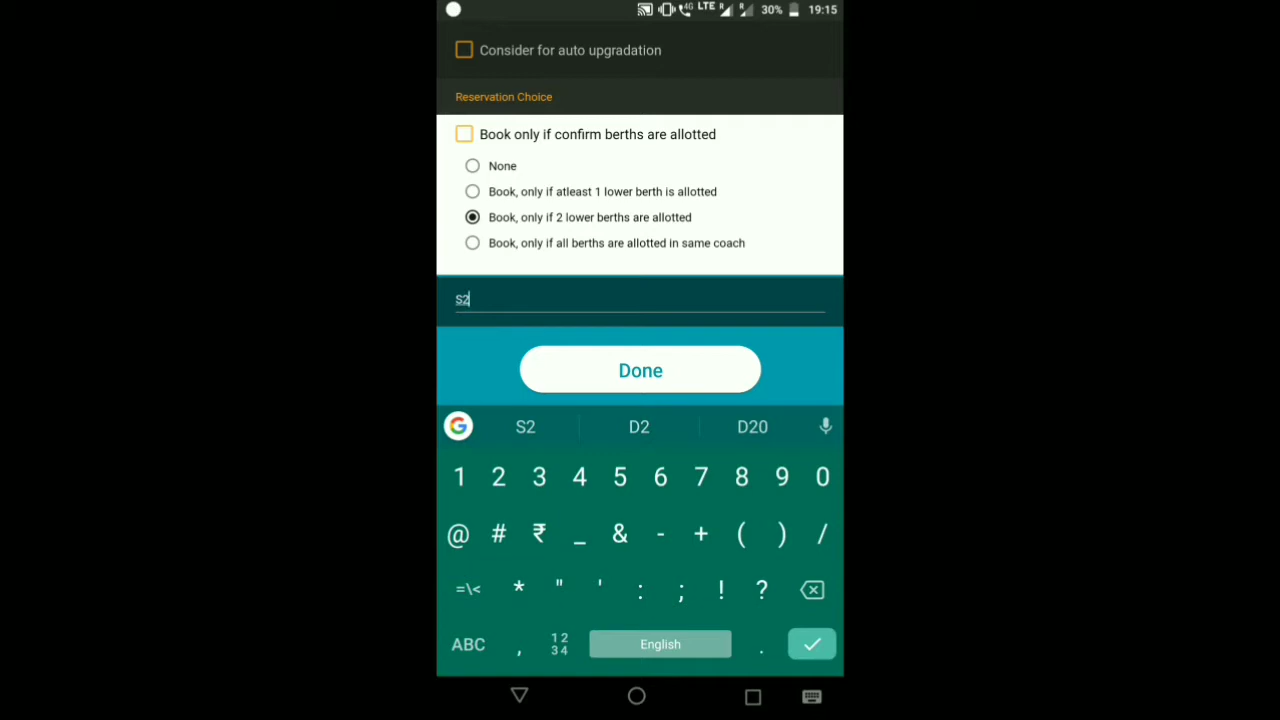 4G LTE R R 30% 19:15
Consider for auto upgradation
Reservation Choice
Book only if confirm berths are allotted
None
Book, only if atleast 1 lower berth is allotted
Book, only if 2 lower berths are allotted
Book, only if all berths are allotted in same coach
S2
Done
G S2 D2 D20
1 2 3 4 5 6 7 8 9 0
@ # ₹ _ & - + ( ) /
=\< * " ' : ; ! ?
ABC , 12 34 English .